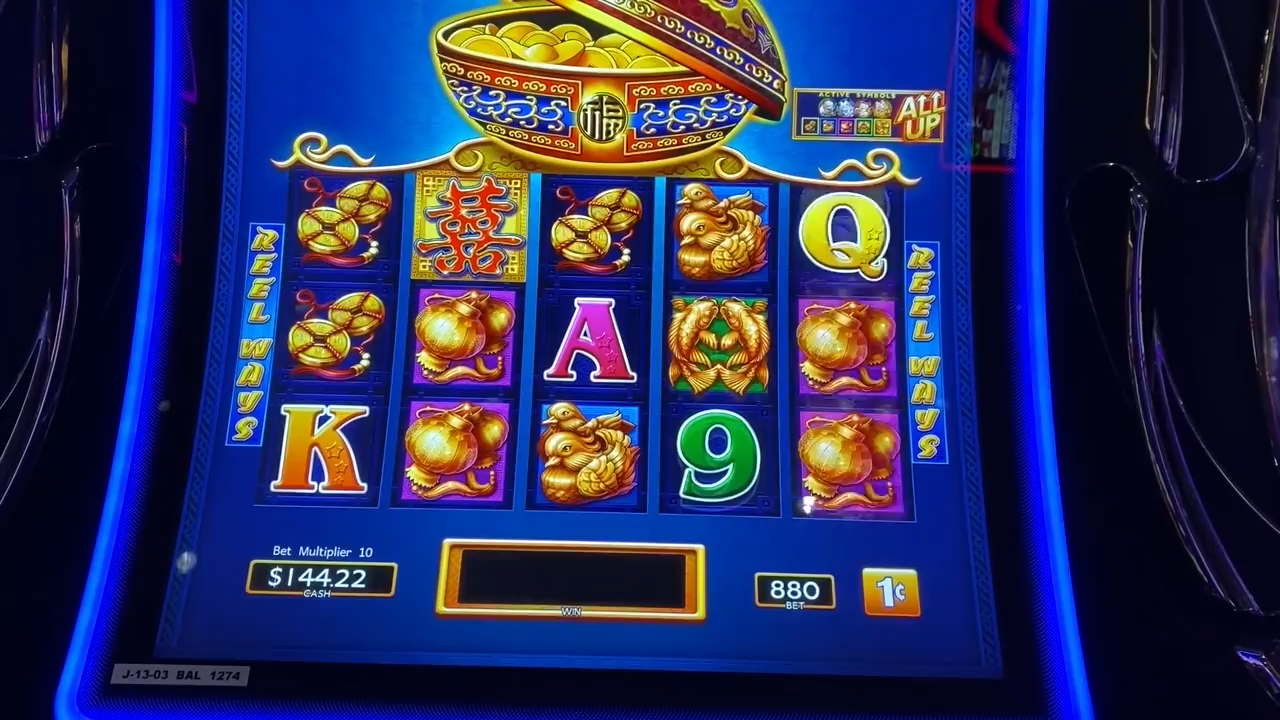 福
ACTIVE SYMBOLS
ALL UP
囍
Q
REEL WAYS
REEL WAYS
A
K
9
Bet Multiplier 10
$144.22
CASH
WIN
880
BET
1¢
J-13-03 BAL 1274